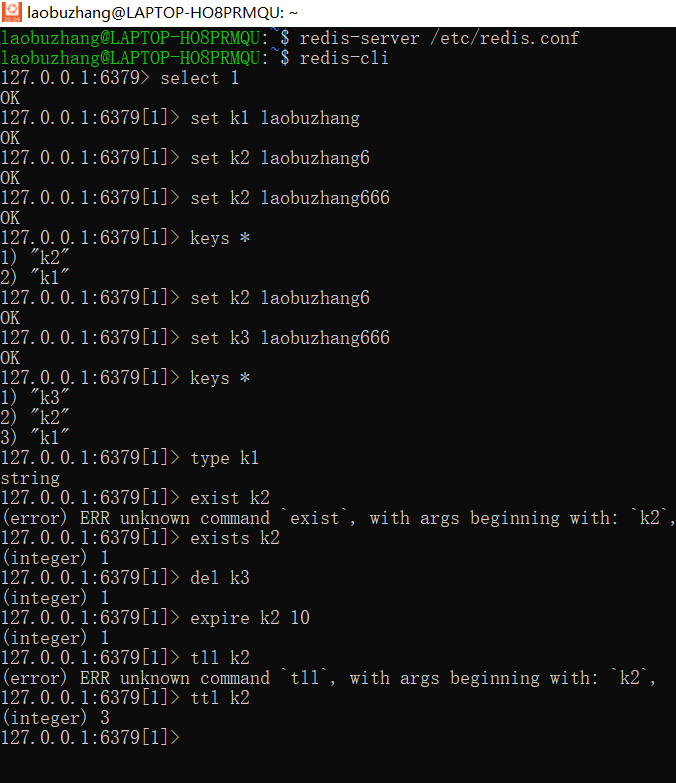 laobuzhang@LAPTOP-HO8PRMQU: ~
laobuzhang@LAPTOP-HO8PRMQU:~$ redis-server /etc/redis.conf
laobuzhang@LAPTOP-HO8PRMQU:~$ redis-cli
127.0.0.1:6379> select 1
OK
127.0.0.1:6379[1]> set k1 laobuzhang
OK
127.0.0.1:6379[1]> set k2 laobuzhang6
OK
127.0.0.1:6379[1]> set k2 laobuzhang666
OK
127.0.0.1:6379[1]> keys *
1) "k2"
2) "k1"
127.0.0.1:6379[1]> set k2 laobuzhang6
OK
127.0.0.1:6379[1]> set k3 laobuzhang666
OK
127.0.0.1:6379[1]> keys *
1) "k3"
2) "k2"
3) "k1"
127.0.0.1:6379[1]> type k1
string
127.0.0.1:6379[1]> exist k2
(error) ERR unknown command `exist`, with args beginning with: `k2`,
127.0.0.1:6379[1]> exists k2
(integer) 1
127.0.0.1:6379[1]> del k3
(integer) 1
127.0.0.1:6379[1]> expire k2 10
(integer) 1
127.0.0.1:6379[1]> tll k2
(error) ERR unknown command `tll`, with args beginning with: `k2`,
127.0.0.1:6379[1]> ttl k2
(integer) 3
127.0.0.1:6379[1]>